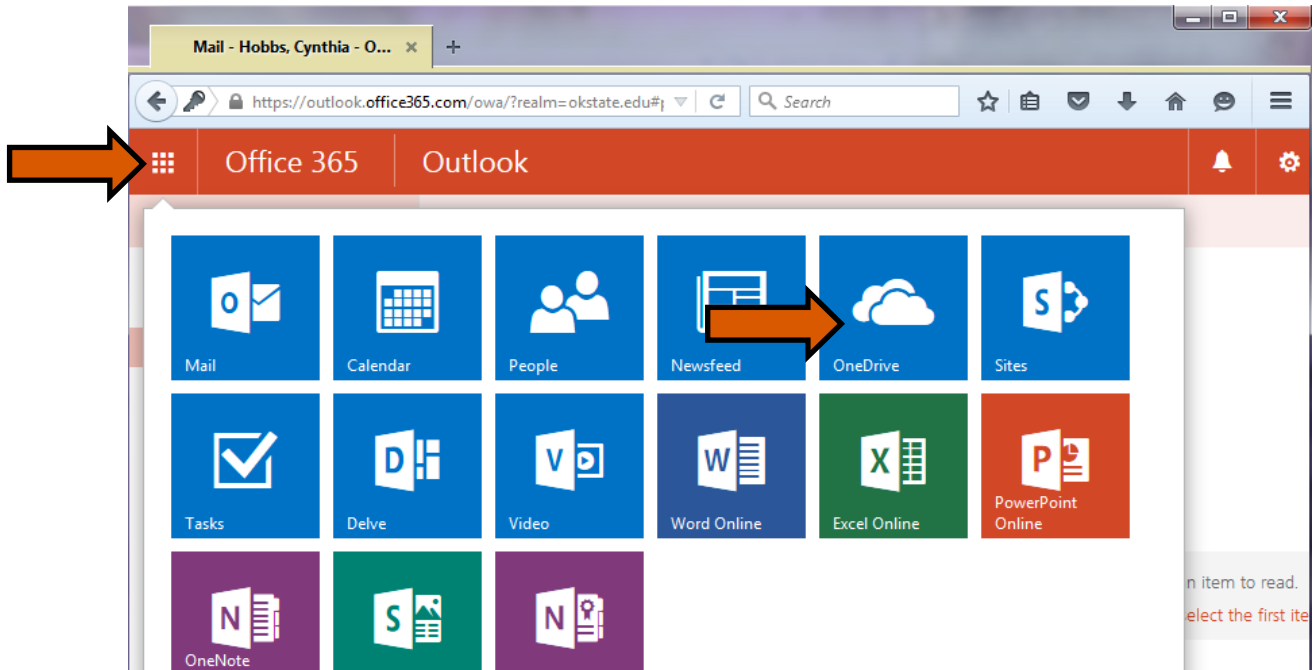 Mail - Hobbs, Cynthia - O...
https://outlook.office365.com/owa/?realm=okstate.edu#
Search
Office 365
Outlook
Mail
Calendar
People
Newsfeed
OneDrive
Sites
Tasks
Delve
Video
Word Online
Excel Online
PowerPoint
Online
n item to read.
elect the first ite
OneNote